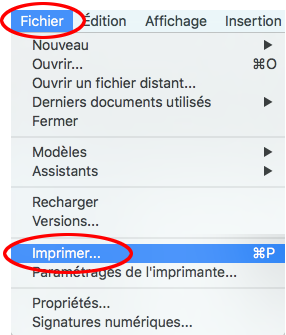 Fichier Édition Affichage Insertion
Nouveau ▶
Ouvrir... ⌘O
Ouvrir un fichier distant...
Derniers documents utilisés ▶
Fermer
Modèles ▶
Assistants ▶
Recharger
Versions...
Imprimer... ⌘P
Paramétrages de l'imprimante...
Propriétés...
Signatures numériques...